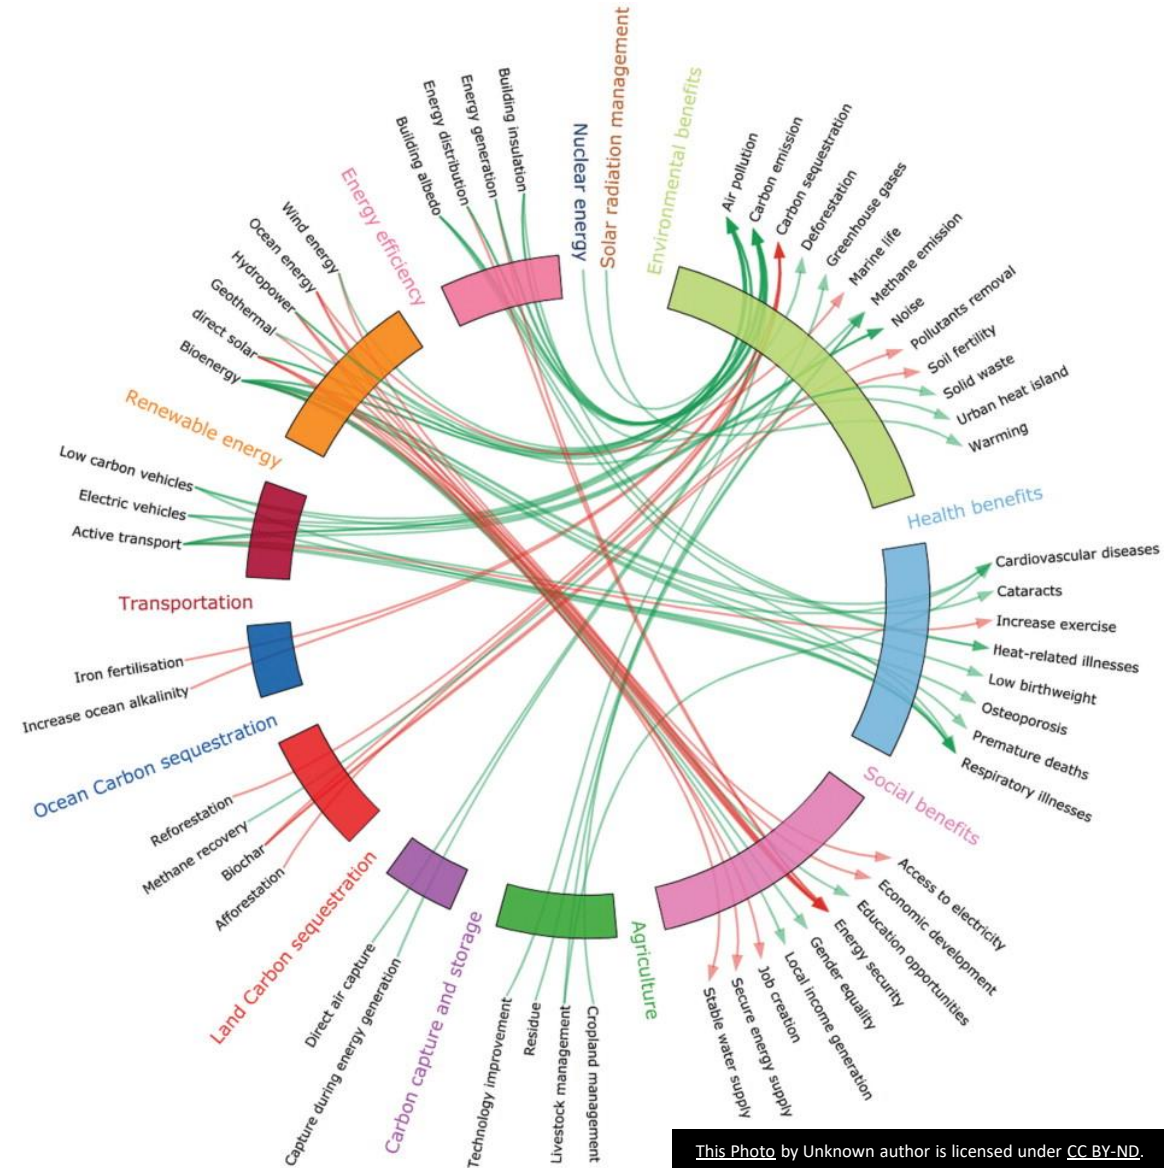 Solar radiation management
Nuclear energy
Energy efficiency
Building insulation
Energy generation
Energy distribution
Building albedo
Wind energy
Ocean energy
Hydropower
Geothermal
direct solar
Bioenergy
Renewable energy
Low carbon vehicles
Electric vehicles
Active transport
Transportation
Iron fertilisation
Increase ocean alkalinity
Ocean Carbon sequestration
Reforestation
Methane recovery
Biochar
Afforestation
Land Carbon sequestration
Direct air capture
Capture during energy generation
Carbon capture and storage
Technology improvement
Residue
Livestock management
Cropland management
Agriculture
Environmental benefits
Air pollution
Carbon emission
Carbon sequestration
Deforestation
Greenhouse gases
Marine life
Methane emission
Noise
Pollutants removal
Soil fertility
Solid waste
Urban heat island
Warming
Health benefits
Cardiovascular diseases
Cataracts
Increase exercise
Heat-related illnesses
Low birthweight
Osteoporosis
Premature deaths
Respiratory illnesses
Social benefits
Access to electricity
Economic development
Education opportunities
Energy security
Gender equality
Local income generation
Job creation
Secure energy supply
Stable water supply
This Photo by Unknown author is licensed under CC BY-ND.